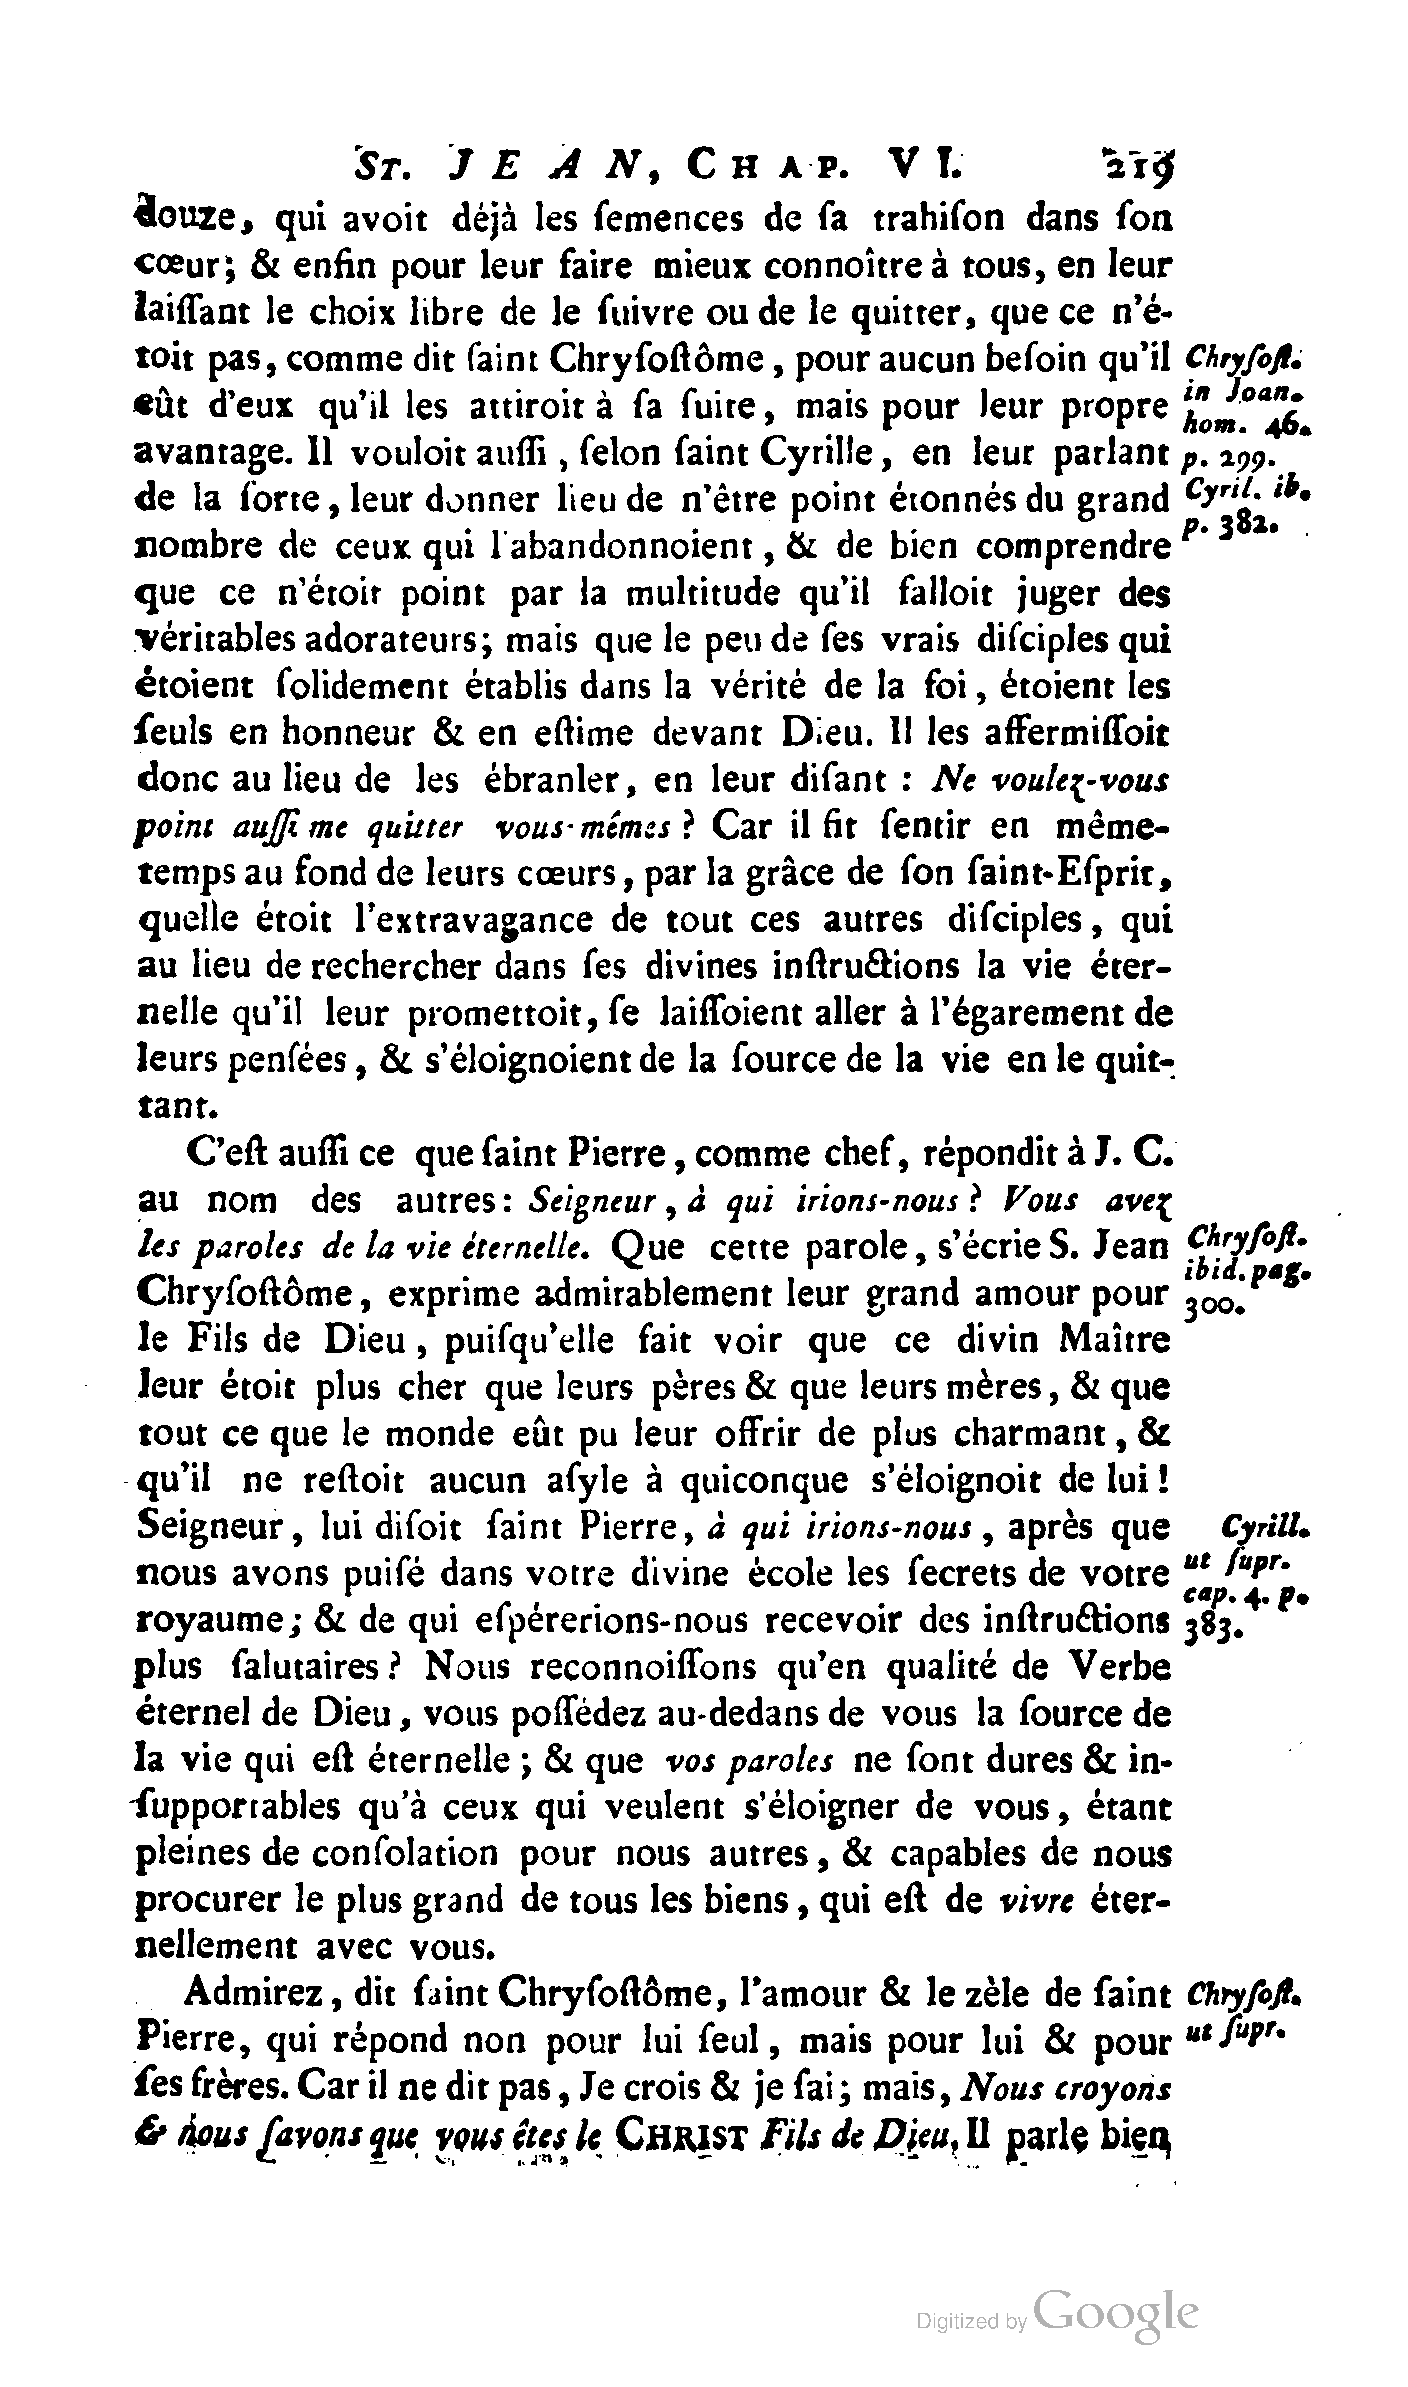 ST. JEAN, CHAP. VI. 219
douze, qui avoit déjà les ſemences de ſa trahiſon dans ſon
cœur; & enfin pour leur faire mieux connoître à tous, en leur
laiſſant le choix libre de le ſuivre ou de le quitter, que ce n'é-
toit pas, comme dit ſaint Chryſoſtôme, pour aucun beſoin qu'il
eût d'eux qu'il les attiroit à ſa ſuite, mais pour leur propre
avantage. Il vouloit auſſi, ſelon ſaint Cyrille, en leur parlant
de la ſorte, leur donner lieu de n'être point étonnés du grand
nombre de ceux qui l'abandonnoient, & de bien comprendre
que ce n'étoit point par la multitude qu'il falloit juger des
véritables adorateurs; mais que le peu de ſes vrais diſciples qui
étoient ſolidement établis dans la vérité de la foi, étoient les
ſeuls en honneur & en eſtime devant Dieu. Il les affermiſſoit
donc au lieu de les ébranler, en leur diſant : Ne voulez-vous
point auſſi me quitter vous-mêmes ? Car il fit ſentir en même-
temps au fond de leurs cœurs, par la grâce de ſon ſaint-Eſprit,
quelle étoit l'extravagance de tout ces autres diſciples, qui
au lieu de rechercher dans ſes divines inſtructions la vie éter-
nelle qu'il leur promettoit, ſe laiſſoient aller à l'égarement de
leurs penſées, & s'éloignoient de la ſource de la vie en le quit-
tant.
C'eſt auſſi ce que ſaint Pierre, comme chef, répondit à J. C.
au nom des autres: Seigneur, à qui irions-nous ? Vous avez
les paroles de la vie éternelle. Que cette parole, s'écrie S. Jean
Chryſoſtôme, exprime admirablement leur grand amour pour
le Fils de Dieu, puiſqu'elle fait voir que ce divin Maître
leur étoit plus cher que leurs pères & que leurs mères, & que
tout ce que le monde eût pu leur offrir de plus charmant, &
qu'il ne reſtoit aucun aſyle à quiconque s'éloignoit de lui !
Seigneur, lui diſoit ſaint Pierre, à qui irions-nous, après que
nous avons puiſé dans votre divine école les ſecrets de votre
royaume; & de qui eſpérerions-nous recevoir des inſtructions
plus ſalutaires ? Nous reconnoiſſons qu'en qualité de Verbe
éternel de Dieu, vous poſſédez au-dedans de vous la ſource de
la vie qui eſt éternelle ; & que vos paroles ne ſont dures & in-
ſupportables qu'à ceux qui veulent s'éloigner de vous, étant
pleines de conſolation pour nous autres, & capables de nous
procurer le plus grand de tous les biens, qui eſt de vivre éter-
nellement avec vous.
Admirez, dit ſaint Chryſoſtôme, l'amour & le zèle de ſaint
Pierre, qui répond non pour lui ſeul, mais pour lui & pour
ſes frères. Car il ne dit pas, Je crois & je ſai; mais, Nous croyons
& nous ſavons que vous êtes le CHRIST Fils de Dieu. Il parle bien
Chryſoſt.
in Joan.
hom. 46.
p. 299.
Cyril. ib.
p. 382.
Chryſoſt.
ibid. pag.
300.
Cyrill.
ut ſupr.
cap. 4. p.
383.
Chryſoſt.
ut ſupr.
Digitized by Google